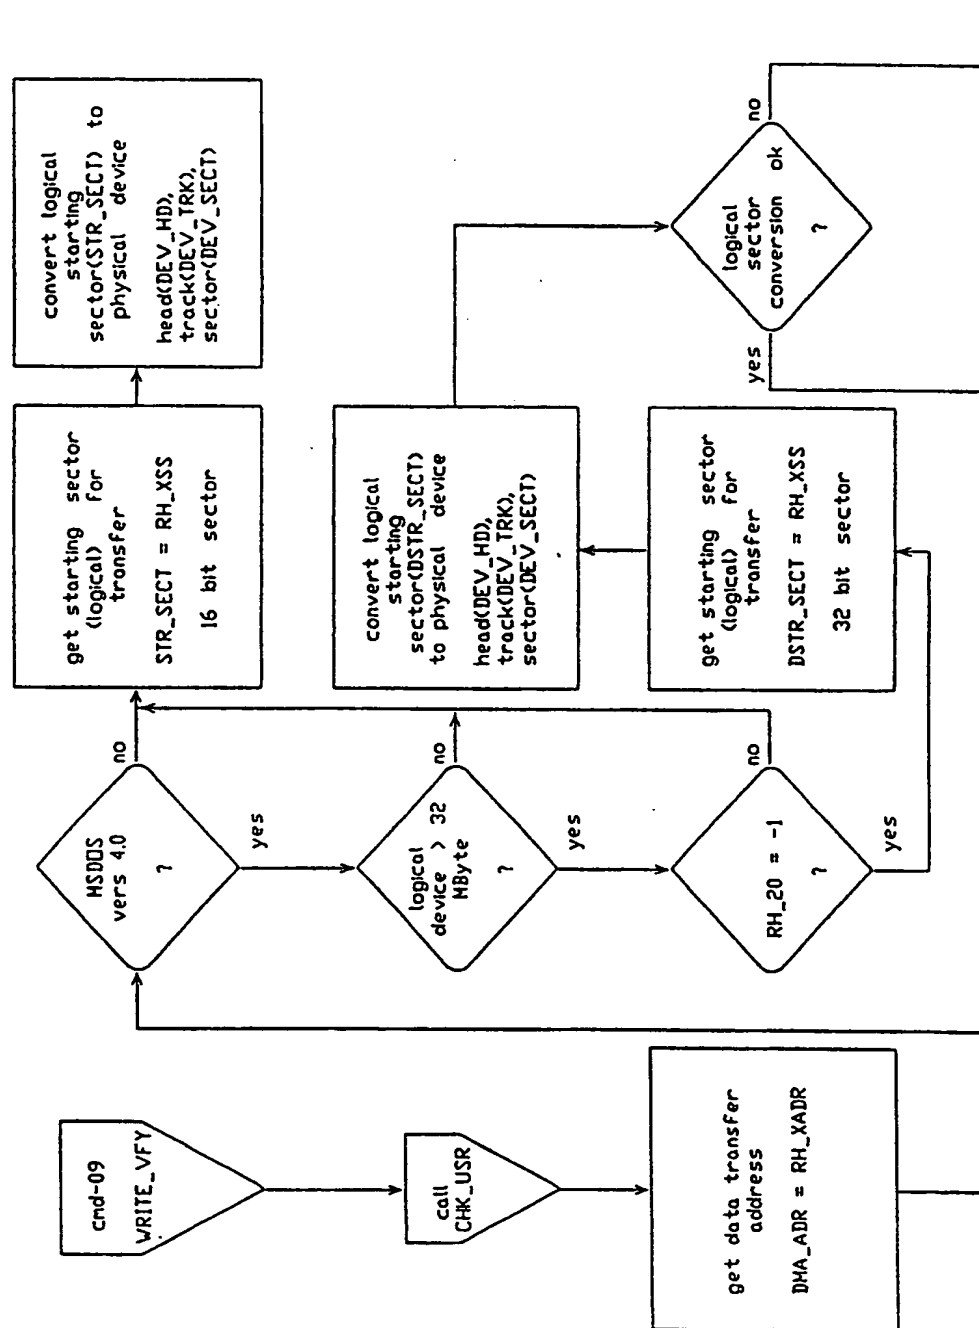 cmd-09
WRITE_VFY
call
CHK_USR
get data transfer
address
DMA_ADR = RH_XADR
MSDOS
vers 4.0
?
no
yes
logical
device > 32
MByte
?
no
yes
RH_20 = -1
?
no
yes
get starting sector
(logical) for
transfer
STR_SECT = RH_XSS
16 bit sector
convert logical
starting
sector(STR_SECT) to
physical device
head(DEV_HD),
track(DEV_TRK),
sector(DEV_SECT)
get starting sector
(logical) for
transfer
DSTR_SECT = RH_XSS
32 bit sector
convert logical
starting
sector(DSTR_SECT)
to physical device
head(DEV_HD),
track(DEV_TRK),
sector(DEV_SECT)
logical
sector
conversion ok
?
yes
no